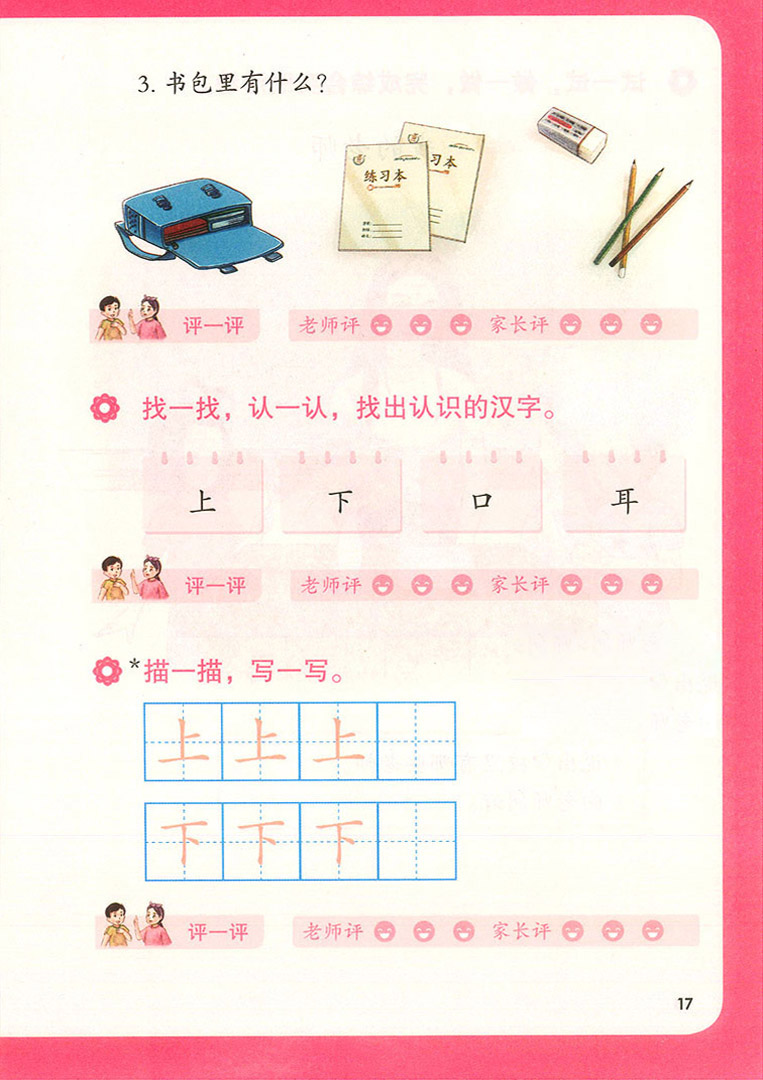 3. 书包里有什么？
练习本
习本
评一评 老师评 家长评
找一找，认一认，找出认识的汉字。
上 下 口 耳
评一评 老师评 家长评
*描一描，写一写。
上 上 上
下 下 下
评一评 老师评 家长评
17